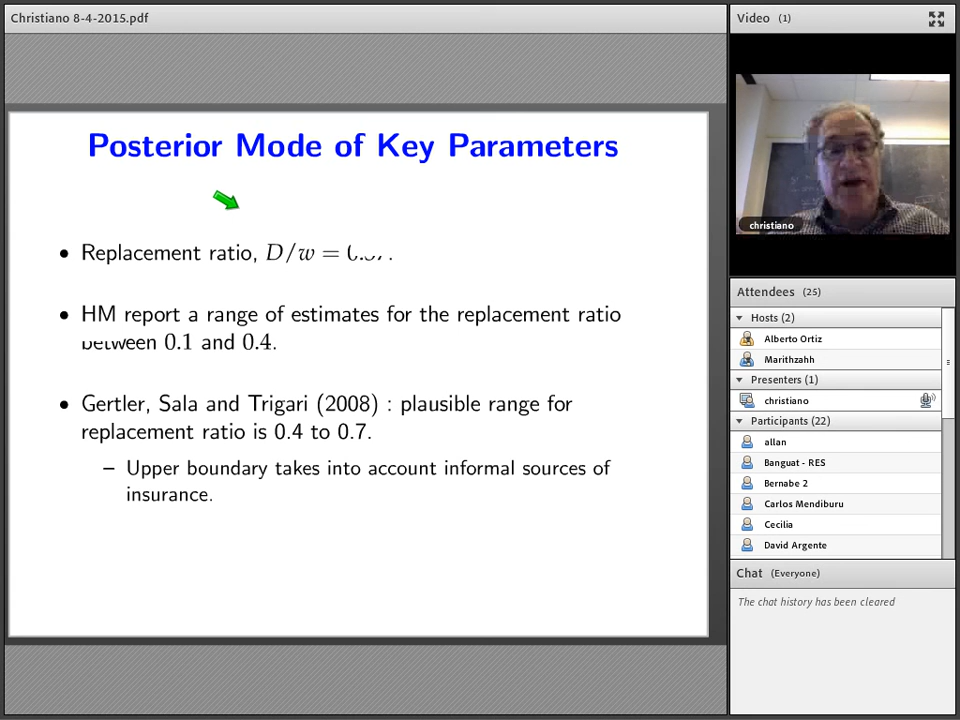 Christiano 8-4-2015.pdf
Posterior Mode of Key Parameters
• Replacement ratio, D/w =
• HM report a range of estimates for the replacement ratio
between 0.1 and 0.4.
• Gertler, Sala and Trigari (2008) : plausible range for
replacement ratio is 0.4 to 0.7.
– Upper boundary takes into account informal sources of
insurance.
Video (1)
christiano
Attendees (25)
Hosts (2)
Alberto Ortiz
Marithzahh
Presenters (1)
christiano
Participants (22)
allan
Banguat - RES
Bernabe 2
Carlos Mendiburu
Cecilia
David Argente
Chat (Everyone)
The chat history has been cleared